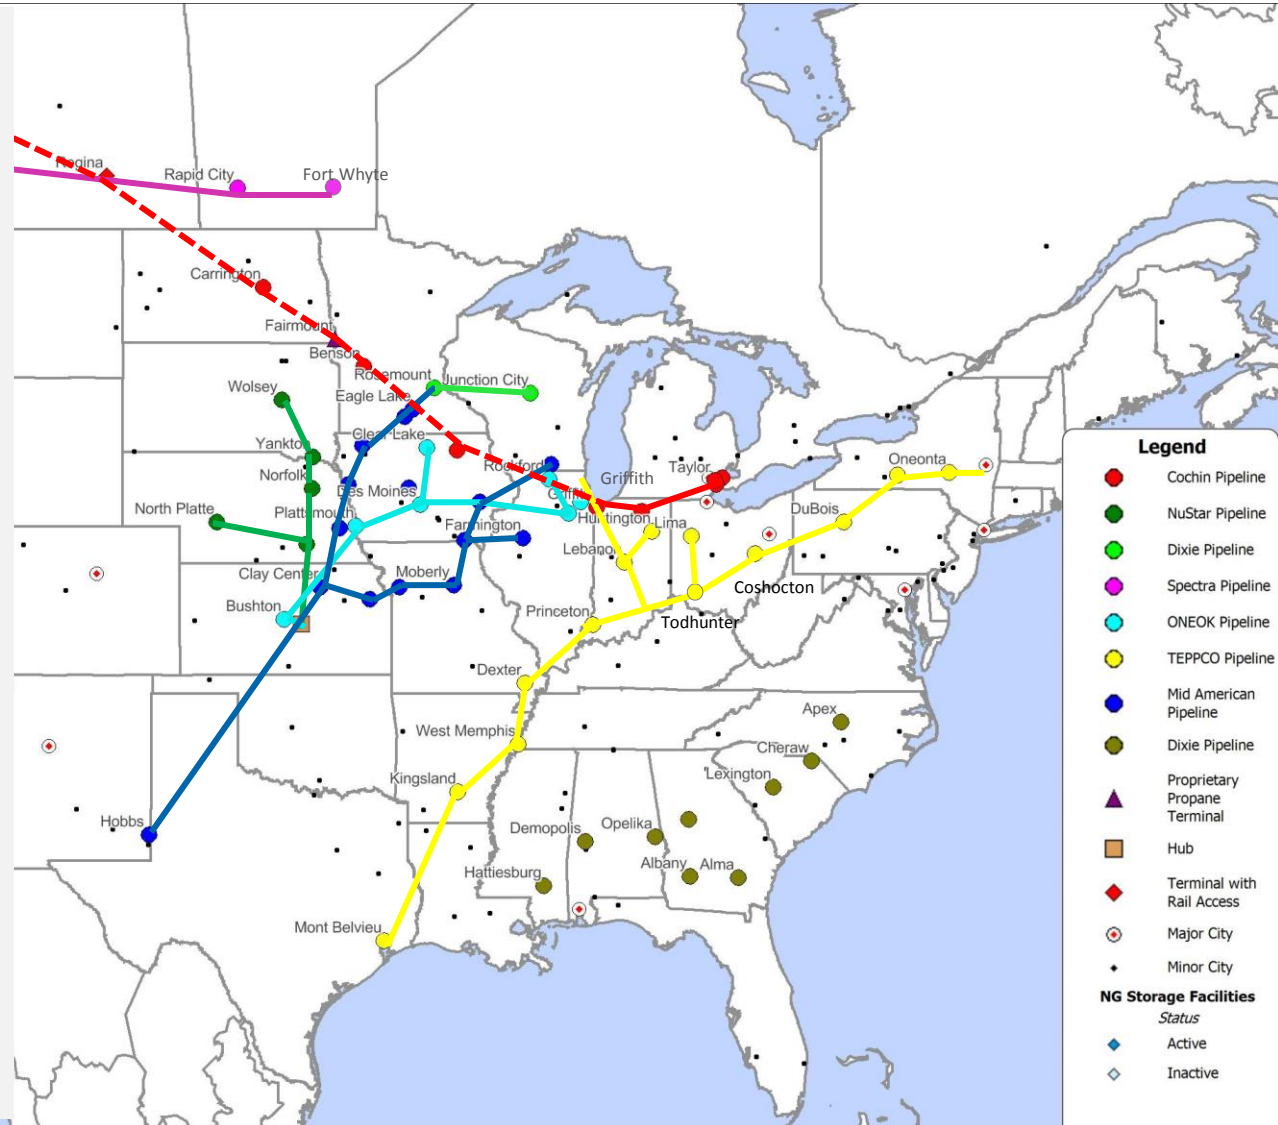 Regina
Rapid City
Fort Whyte
Carrington
Fairmount
Benson
Rosemount
Junction City
Wolsey
Eagle Lake
Clear Lake
Yankton
Rockford
Griffith
Taylor
Oneonta
Norfolk
Des Moines
Griffith
North Platte
Plattsmouth
Farmington
Huntington
Lima
DuBois
Lebanon
Clay Center
Moberly
Coshocton
Bushton
Princeton
Todhunter
Dexter
West Memphis
Apex
Cheraw
Kingsland
Lexington
Hobbs
Demopolis
Opelika
Hattiesburg
Albany
Alma
Mont Belvieu
Legend
Cochin Pipeline
NuStar Pipeline
Dixie Pipeline
Spectra Pipeline
ONEOK Pipeline
TEPPCO Pipeline
Mid American
Pipeline
Dixie Pipeline
Proprietary
Propane
Terminal
Hub
Terminal with
Rail Access
Major City
Minor City
NG Storage Facilities
Status
Active
Inactive